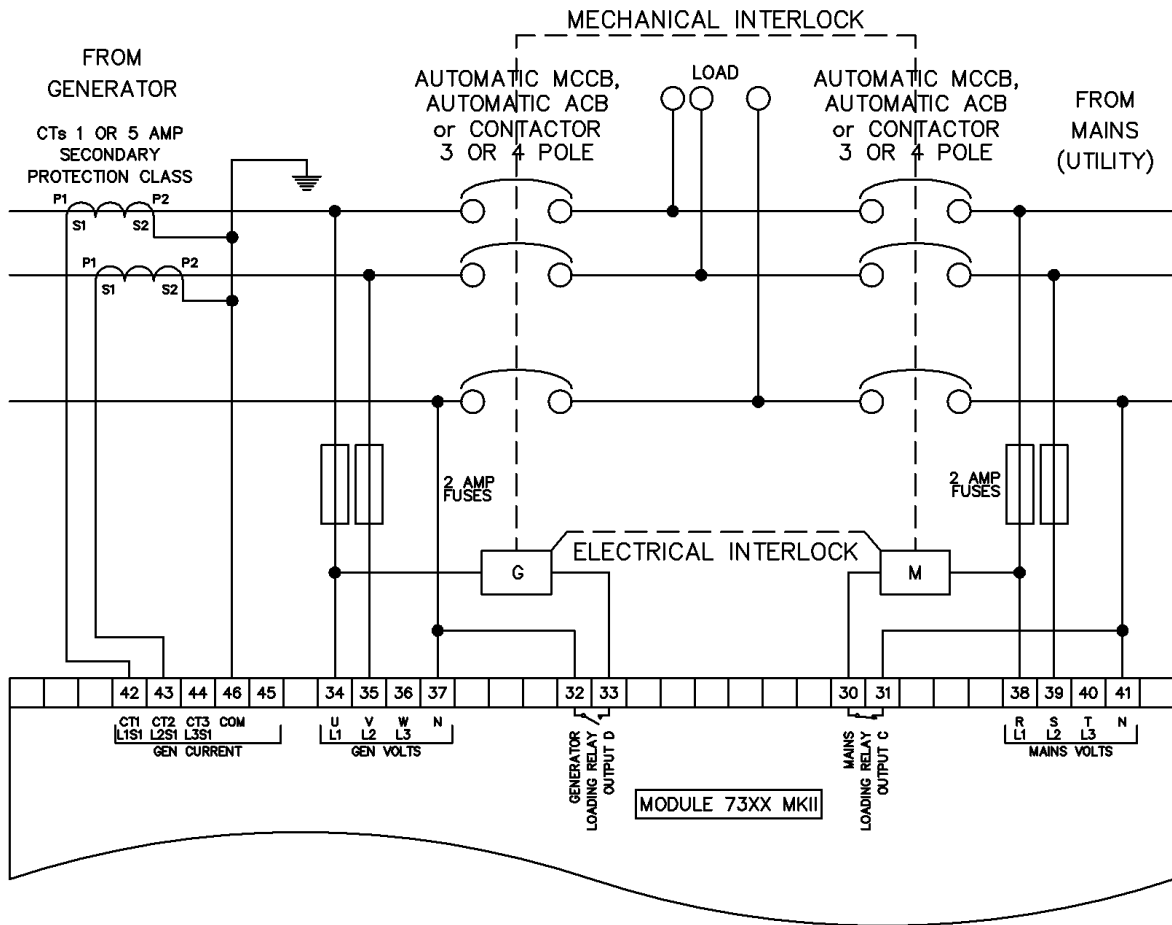 MECHANICAL INTERLOCK
FROM
GENERATOR
CTs 1 OR 5 AMP
SECONDARY
PROTECTION CLASS
AUTOMATIC MCCB,
AUTOMATIC ACB
or CONTACTOR
3 OR 4 POLE
LOAD
AUTOMATIC MCCB,
AUTOMATIC ACB
or CONTACTOR
3 OR 4 POLE
FROM
MAINS
(UTILITY)
P1 P2
S1 S2
P1 P2
S1 S2
2 AMP
FUSES
2 AMP
FUSES
ELECTRICAL INTERLOCK
G
M
42 43 44 46 45 34 35 36 37 32 33 30 31 38 39 40 41
CT1 CT2 CT3 COM
L1S1 L2S1 L3S1
GEN CURRENT
U V W N
L1 L2 L3
GEN VOLTS
GENERATOR
LOADING RELAY
OUTPUT D
MODULE 73XX MKII
MAINS
LOADING RELAY
OUTPUT C
R S T N
L1 L2 L3
MAINS VOLTS